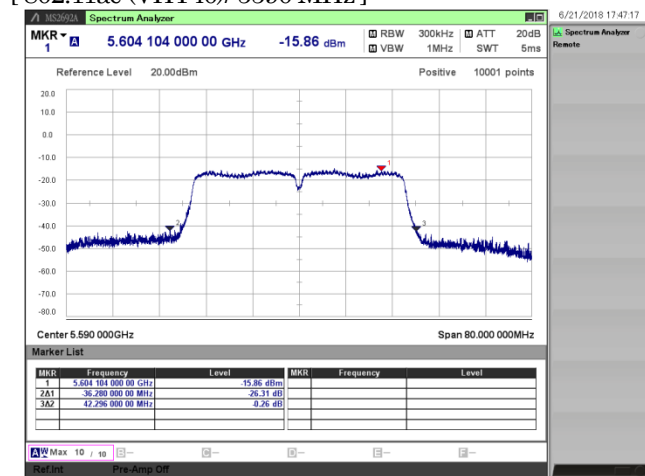 [ 802.11ac (VHT40)/ 5590 MHz ]
MS2692A Spectrum Analyzer
6/21/2018 17:47:17
MKR 1 A 5.604 104 000 00 GHz -15.86 dBm M RBW 300kHz M ATT 20dB
M VBW 1MHz SWT 5ms
Spectrum Analyzer
Remote
Reference Level 20.00dBm Positive 10001 points
20.0
10.0
0.0
-10.0
-20.0
-30.0
-40.0
-50.0
-60.0
-70.0
-80.0
1
2
3
Center 5.590 000GHz Span 80.000 000MHz
Marker List
MKR Frequency Level MKR Frequency Level
1 5.604 104 000 00 GHz -15.86 dBm
2Δ1 -36.280 000 00 MHz -26.31 dB
3Δ2 42.296 000 00 MHz -0.26 dB
A W Max 10 / 10 B -- C -- D -- E -- F --
Ref.Int Pre-Amp Off